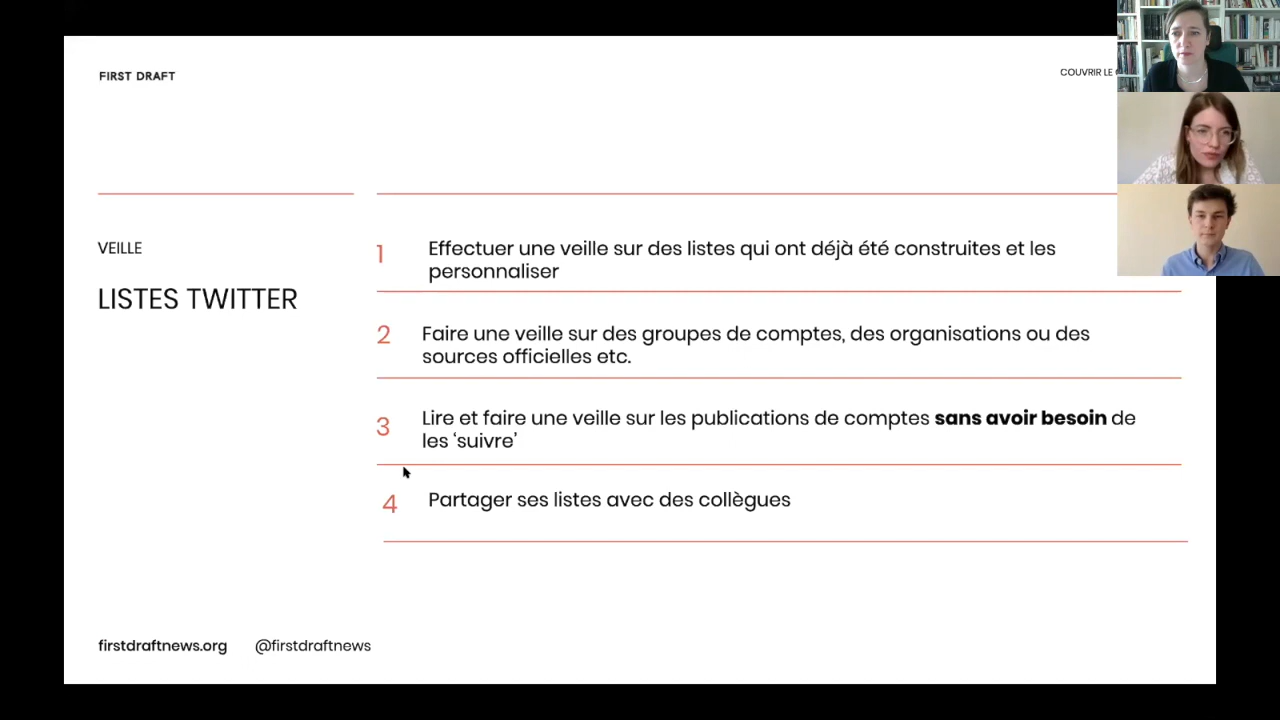 FIRST DRAFT
COUVRIR LE
VEILLE
LISTES TWITTER
1
Effectuer une veille sur des listes qui ont déjà été construites et les
personnaliser
2
Faire une veille sur des groupes de comptes, des organisations ou des
sources officielles etc.
3
Lire et faire une veille sur les publications de comptes sans avoir besoin de
les ‘suivre’
4
Partager ses listes avec des collègues
firstdraftnews.org
@firstdraftnews